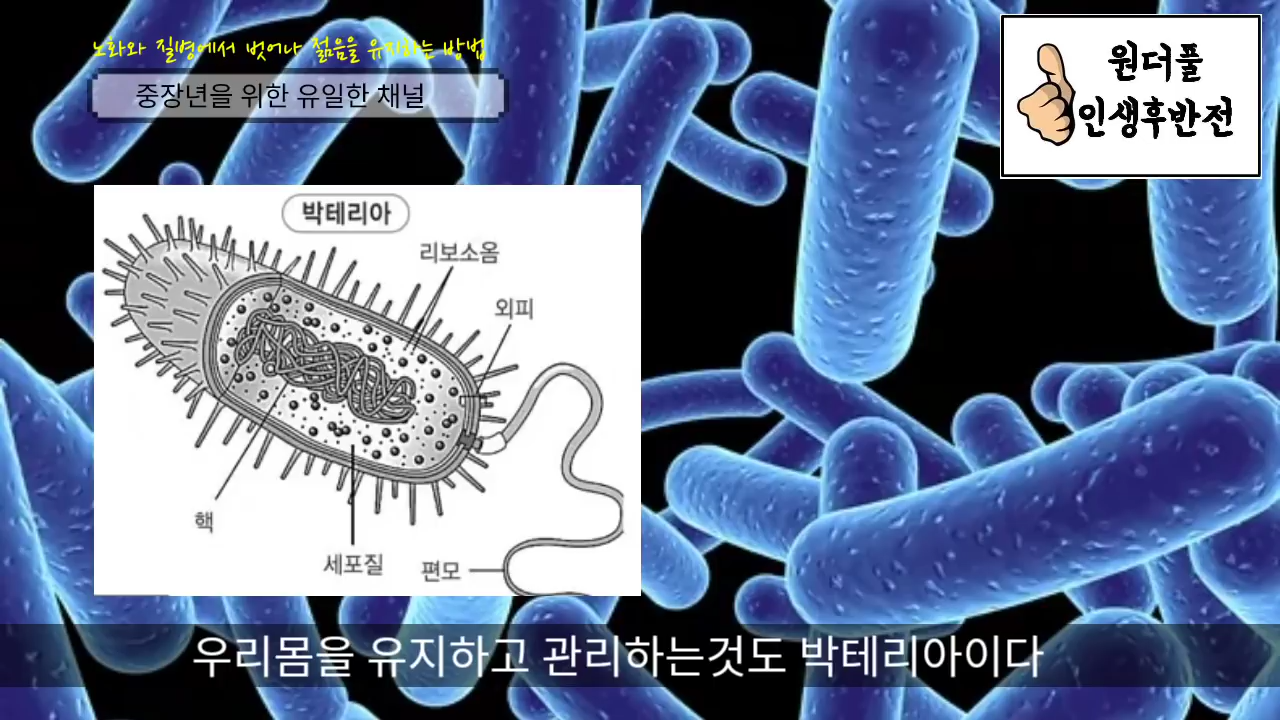 노화와 질병에서 벗어나 젊음을 유지하는 방법
중장년을 위한 유일한 채널
원더풀
인생후반전
박테리아
리보소옴
외피
핵
세포질
편모
우리몸을 유지하고 관리하는것도 박테리아이다